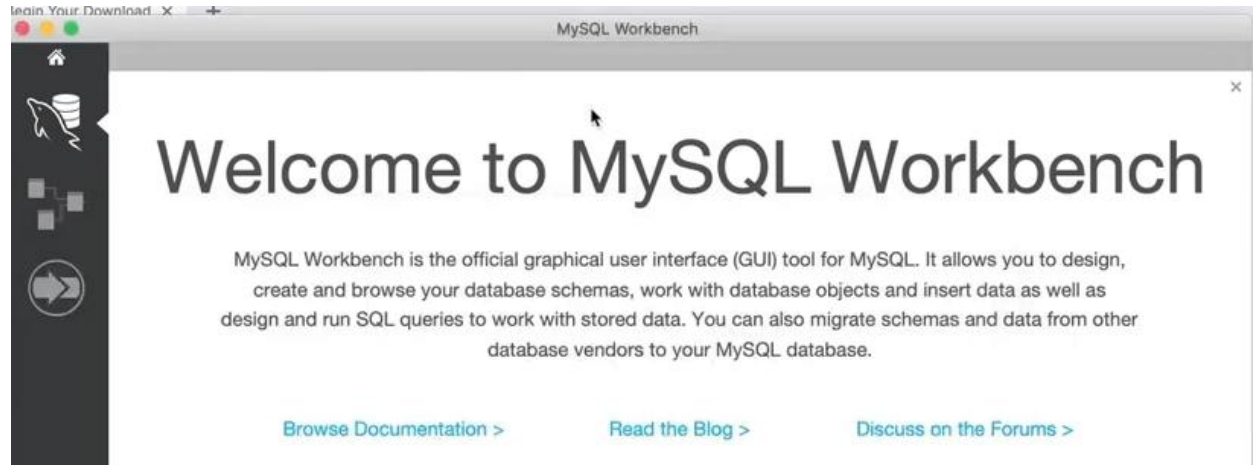 Begin Your Download × +
MySQL Workbench
×
Welcome to MySQL Workbench
MySQL Workbench is the official graphical user interface (GUI) tool for MySQL. It allows you to design,
create and browse your database schemas, work with database objects and insert data as well as
design and run SQL queries to work with stored data. You can also migrate schemas and data from other
database vendors to your MySQL database.
Browse Documentation > Read the Blog > Discuss on the Forums >